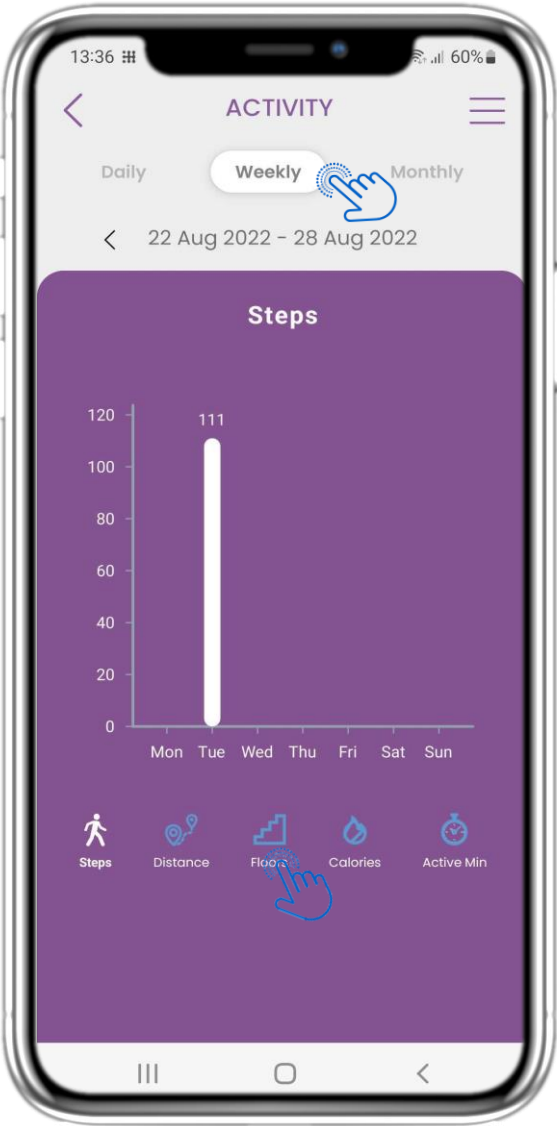 13:36 60%
ACTIVITY
Daily Weekly Monthly
22 Aug 2022 - 28 Aug 2022
Steps
120
111
100
80
60
40
20
0
Mon Tue Wed Thu Fri Sat Sun
Steps Distance Calories Active Min